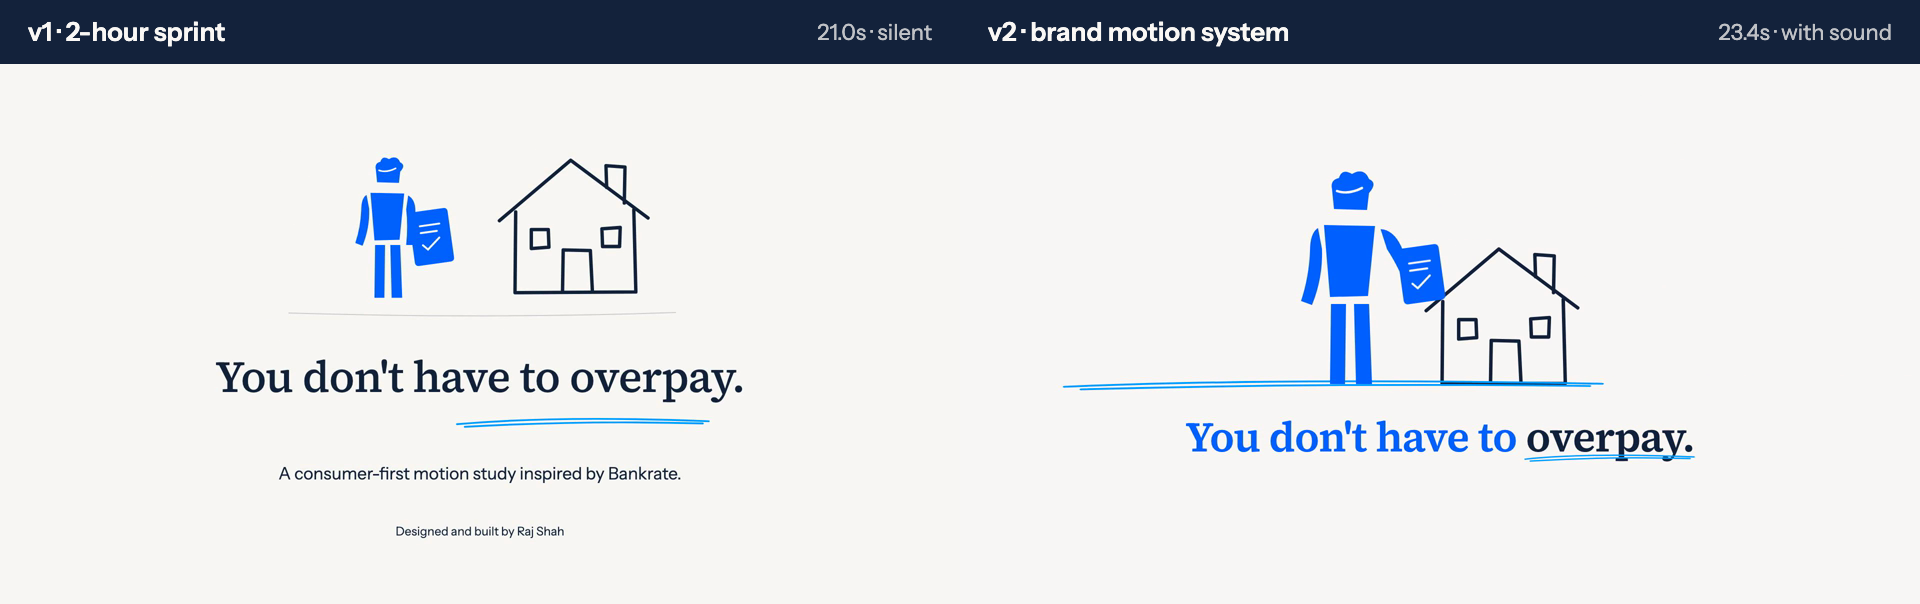 v1 · 2-hour sprint
21.0s · silent
You don't have to overpay.
A consumer-first motion study inspired by Bankrate.
Designed and built by Raj Shah
v2 · brand motion system
23.4s · with sound
You don't have to overpay.